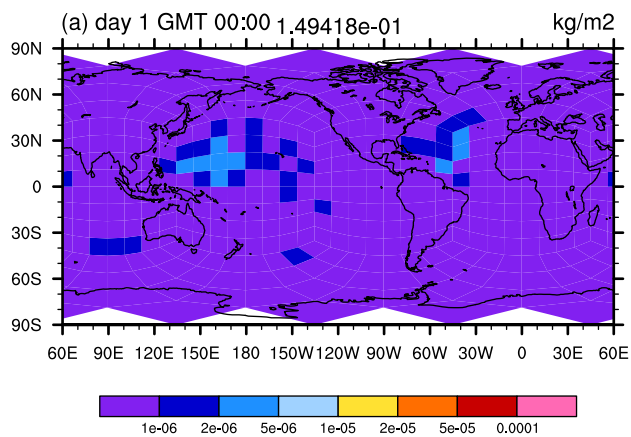 (a) day 1 GMT 00:00 1.49418e-01 kg/m2
90N
60N
30N
0
30S
60S
90S
60E 90E 120E 150E 180 150W 120W 90W 60W 30W 0 30E 60E
1e-06 2e-06 5e-06 1e-05 2e-05 5e-05 0.0001